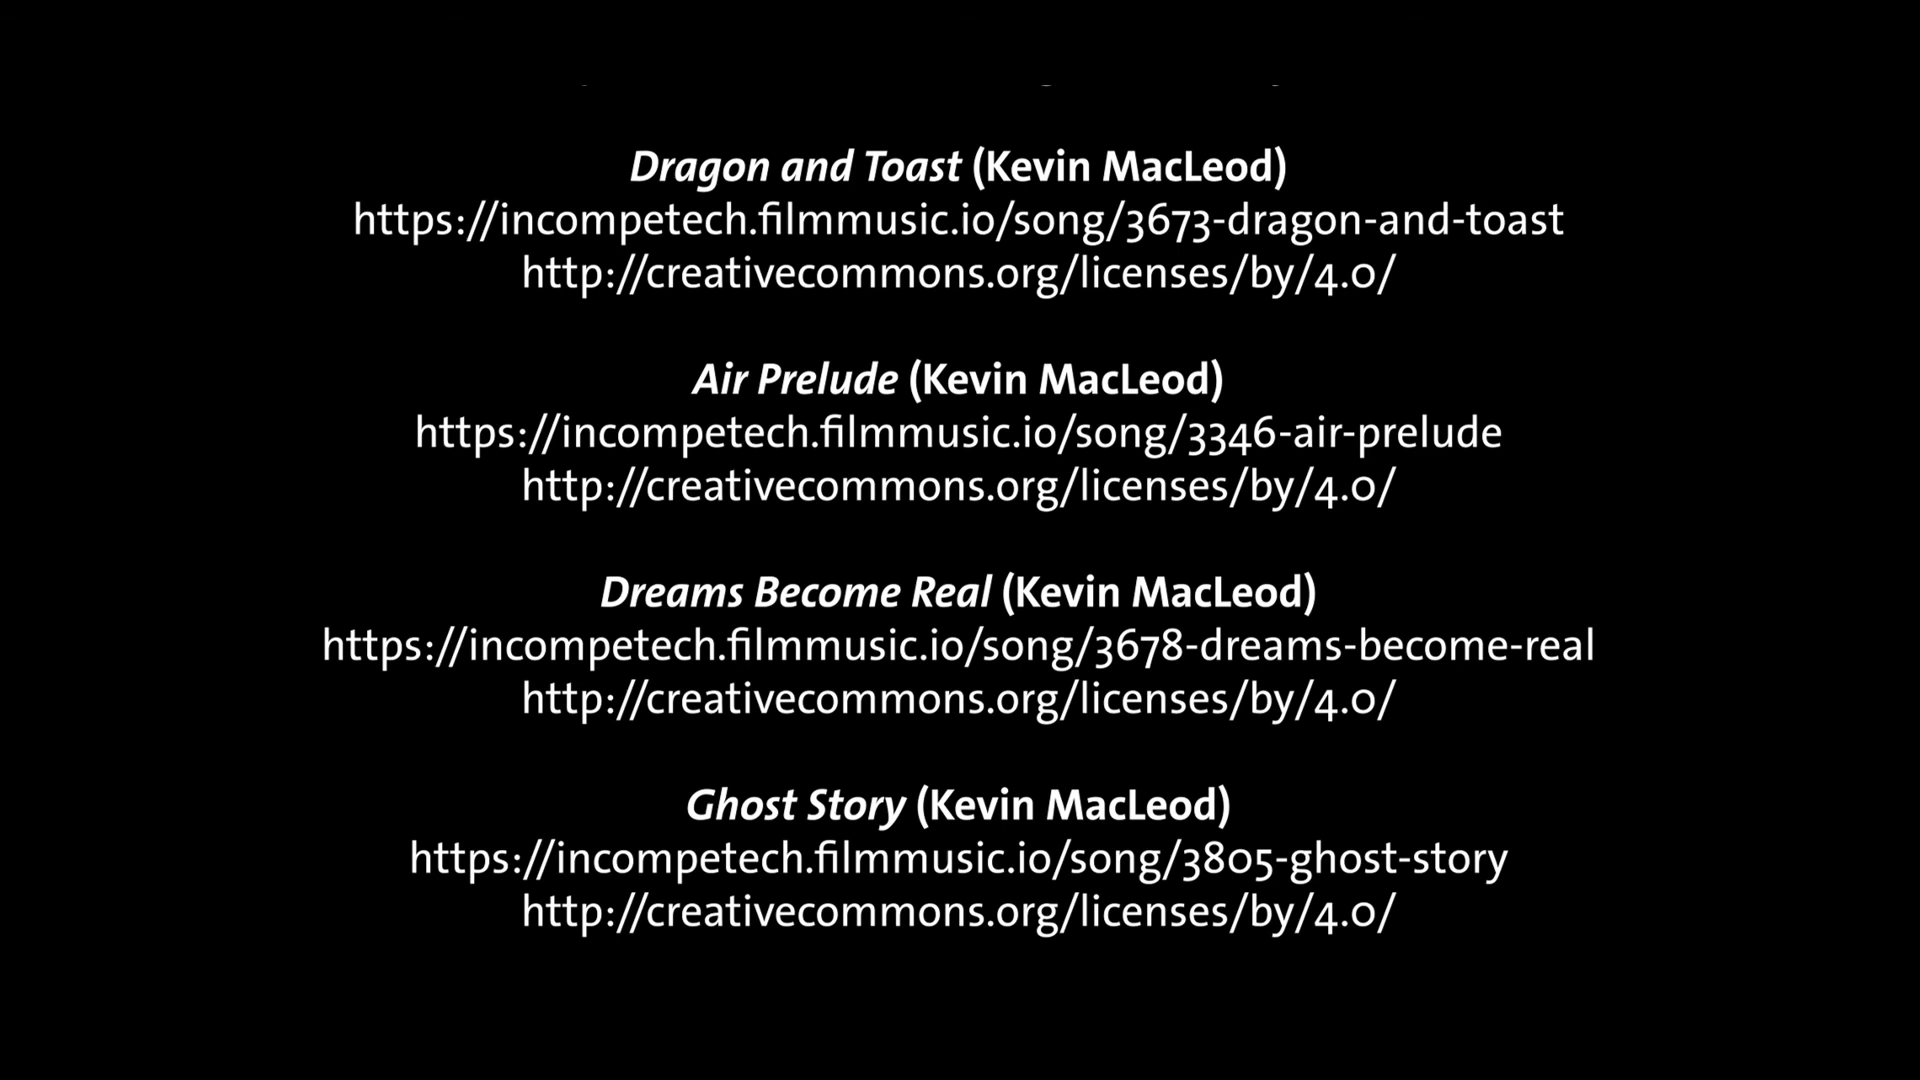 Dragon and Toast (Kevin MacLeod)
https://incompetech.filmmusic.io/song/3673-dragon-and-toast
http://creativecommons.org/licenses/by/4.0/
Air Prelude (Kevin MacLeod)
https://incompetech.filmmusic.io/song/3346-air-prelude
http://creativecommons.org/licenses/by/4.0/
Dreams Become Real (Kevin MacLeod)
https://incompetech.filmmusic.io/song/3678-dreams-become-real
http://creativecommons.org/licenses/by/4.0/
Ghost Story (Kevin MacLeod)
https://incompetech.filmmusic.io/song/3805-ghost-story
http://creativecommons.org/licenses/by/4.0/